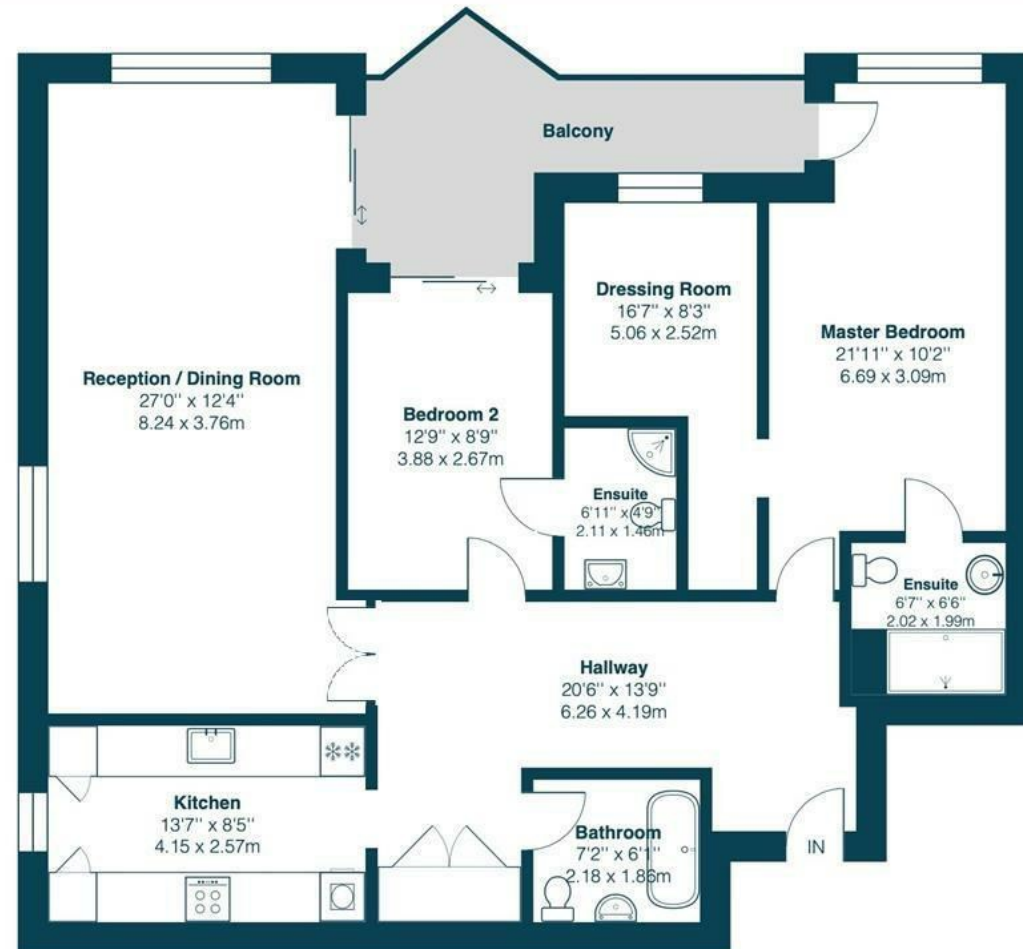 Balcony
Dressing Room
16'7'' x 8'3''
5.06 x 2.52m
Master Bedroom
21'11'' x 10'2''
6.69 x 3.09m
Reception / Dining Room
27'0'' x 12'4''
8.24 x 3.76m
Bedroom 2
12'9'' x 8'9''
3.88 x 2.67m
Ensuite
6'11'' x 4'9''
2.11 x 1.46m
Ensuite
6'7'' x 6'6''
2.02 x 1.99m
Hallway
20'6'' x 13'9''
6.26 x 4.19m
Kitchen
13'7'' x 8'5''
4.15 x 2.57m
Bathroom
7'2'' x 6'1''
2.18 x 1.86m
IN